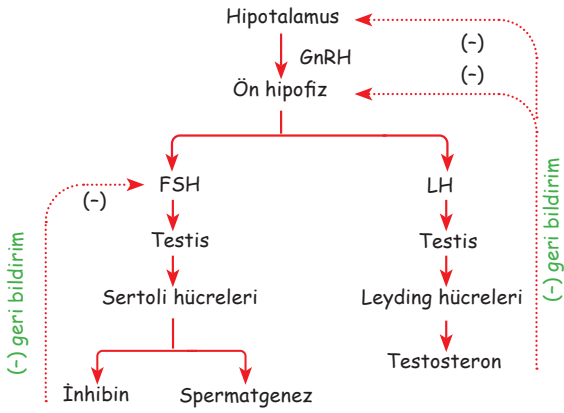 Hipotalamus
(–)
GnRH
(–)
Ön hipofiz
FSH
LH
(–)
Testis
Testis
Sertoli hücreleri
Leyding hücreleri
Testosteron
İnhibin
Spermatgenez
(–) geri bildirim
(–) geri bildirim